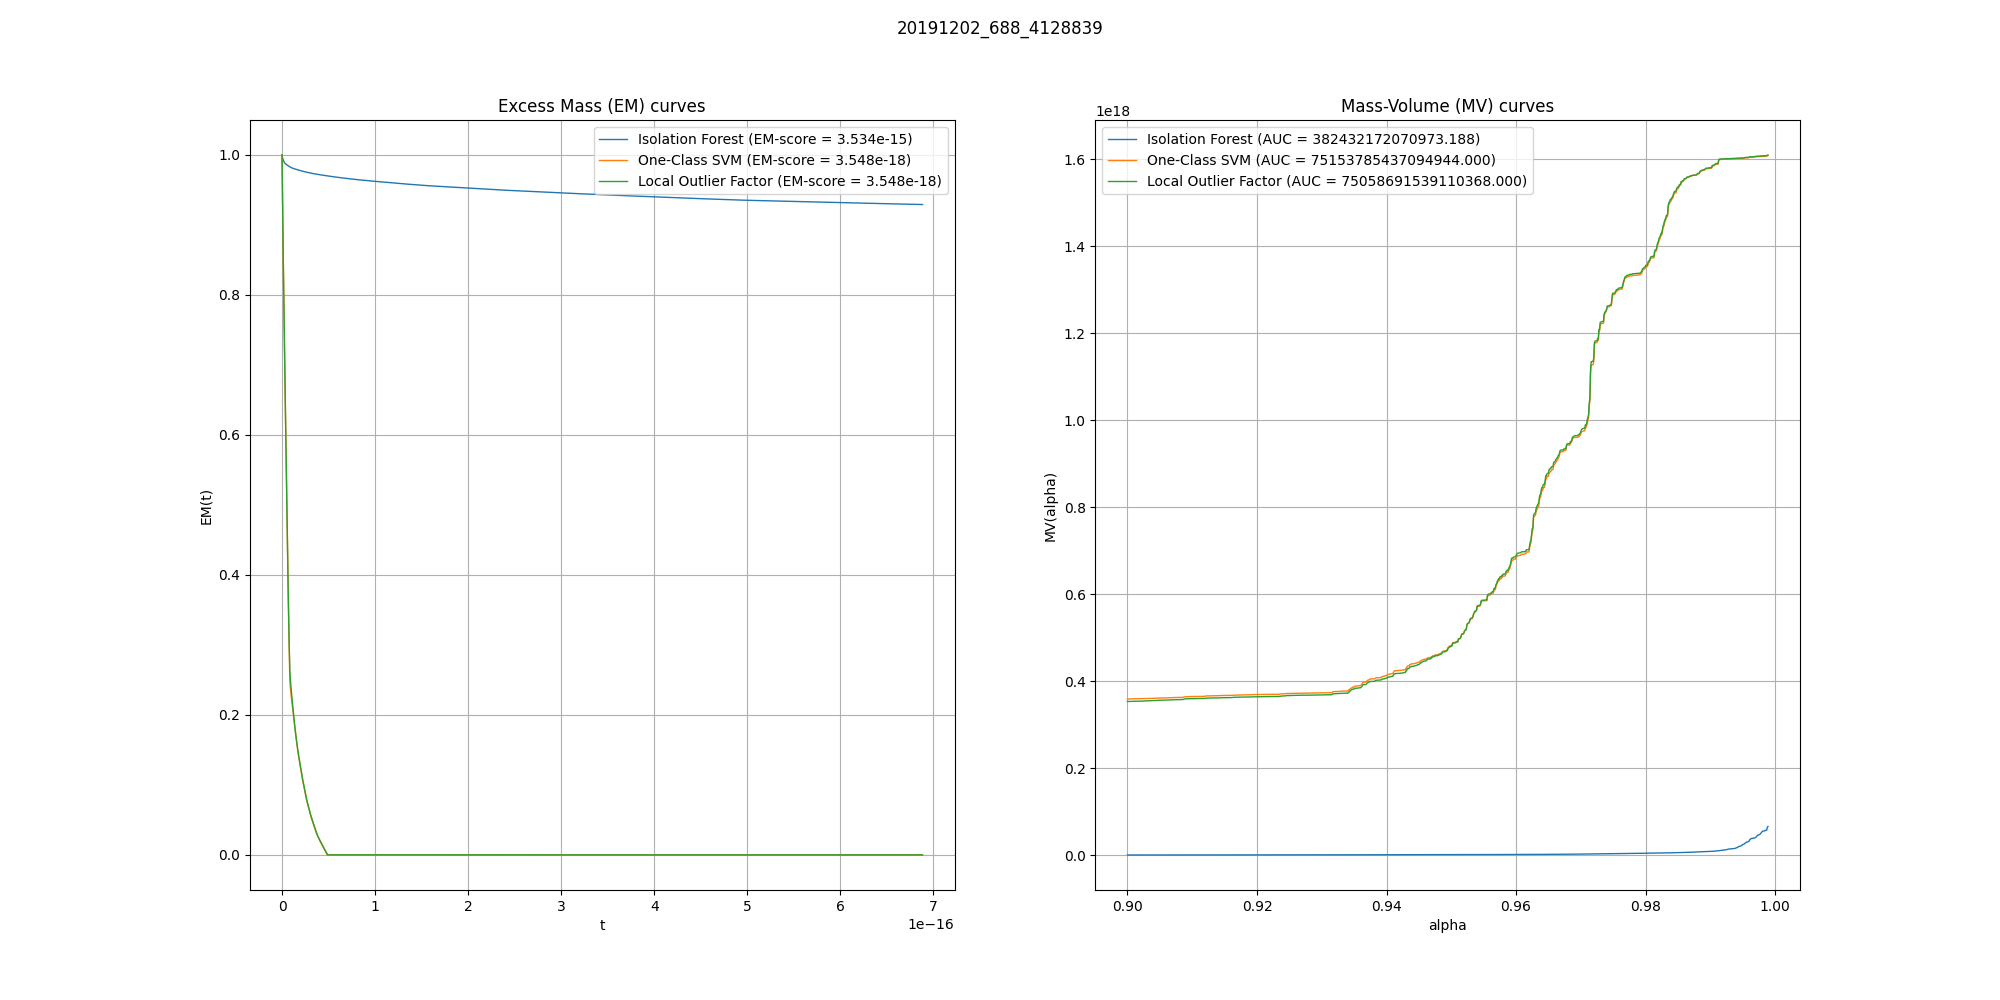 20191202_688_4128839
Excess Mass (EM) curves
Isolation Forest (EM-score = 3.534e-15)
One-Class SVM (EM-score = 3.548e-18)
Local Outlier Factor (EM-score = 3.548e-18)
1.0
0.8
0.6
0.4
0.2
0.0
EM(t)
0 1 2 3 4 5 6 7
1e−16
t
Mass-Volume (MV) curves
1e18
Isolation Forest (AUC = 382432172070973.188)
One-Class SVM (AUC = 75153785437094944.000)
Local Outlier Factor (AUC = 75058691539110368.000)
1.6
1.4
1.2
1.0
0.8
0.6
0.4
0.2
0.0
MV(alpha)
0.90 0.92 0.94 0.96 0.98 1.00
alpha